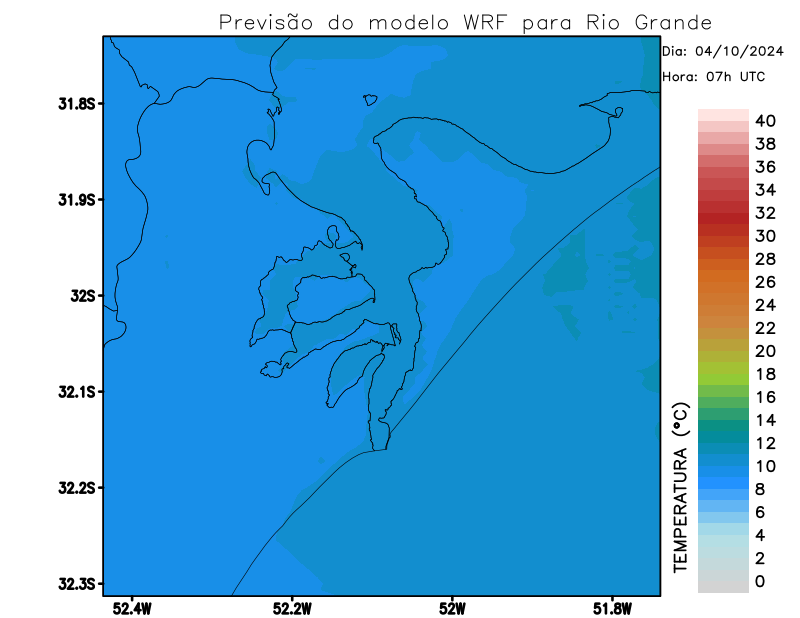 Previsão do modelo WRF para Rio Grande
Dia: 04/10/2024
Hora: 07h UTC
31.8S
31.9S
32S
32.1S
32.2S
32.3S
52.4W
52.2W
52W
51.8W
40
38
36
34
32
30
28
26
24
22
20
18
16
14
12
10
8
6
4
2
0
TEMPERATURA (°C)